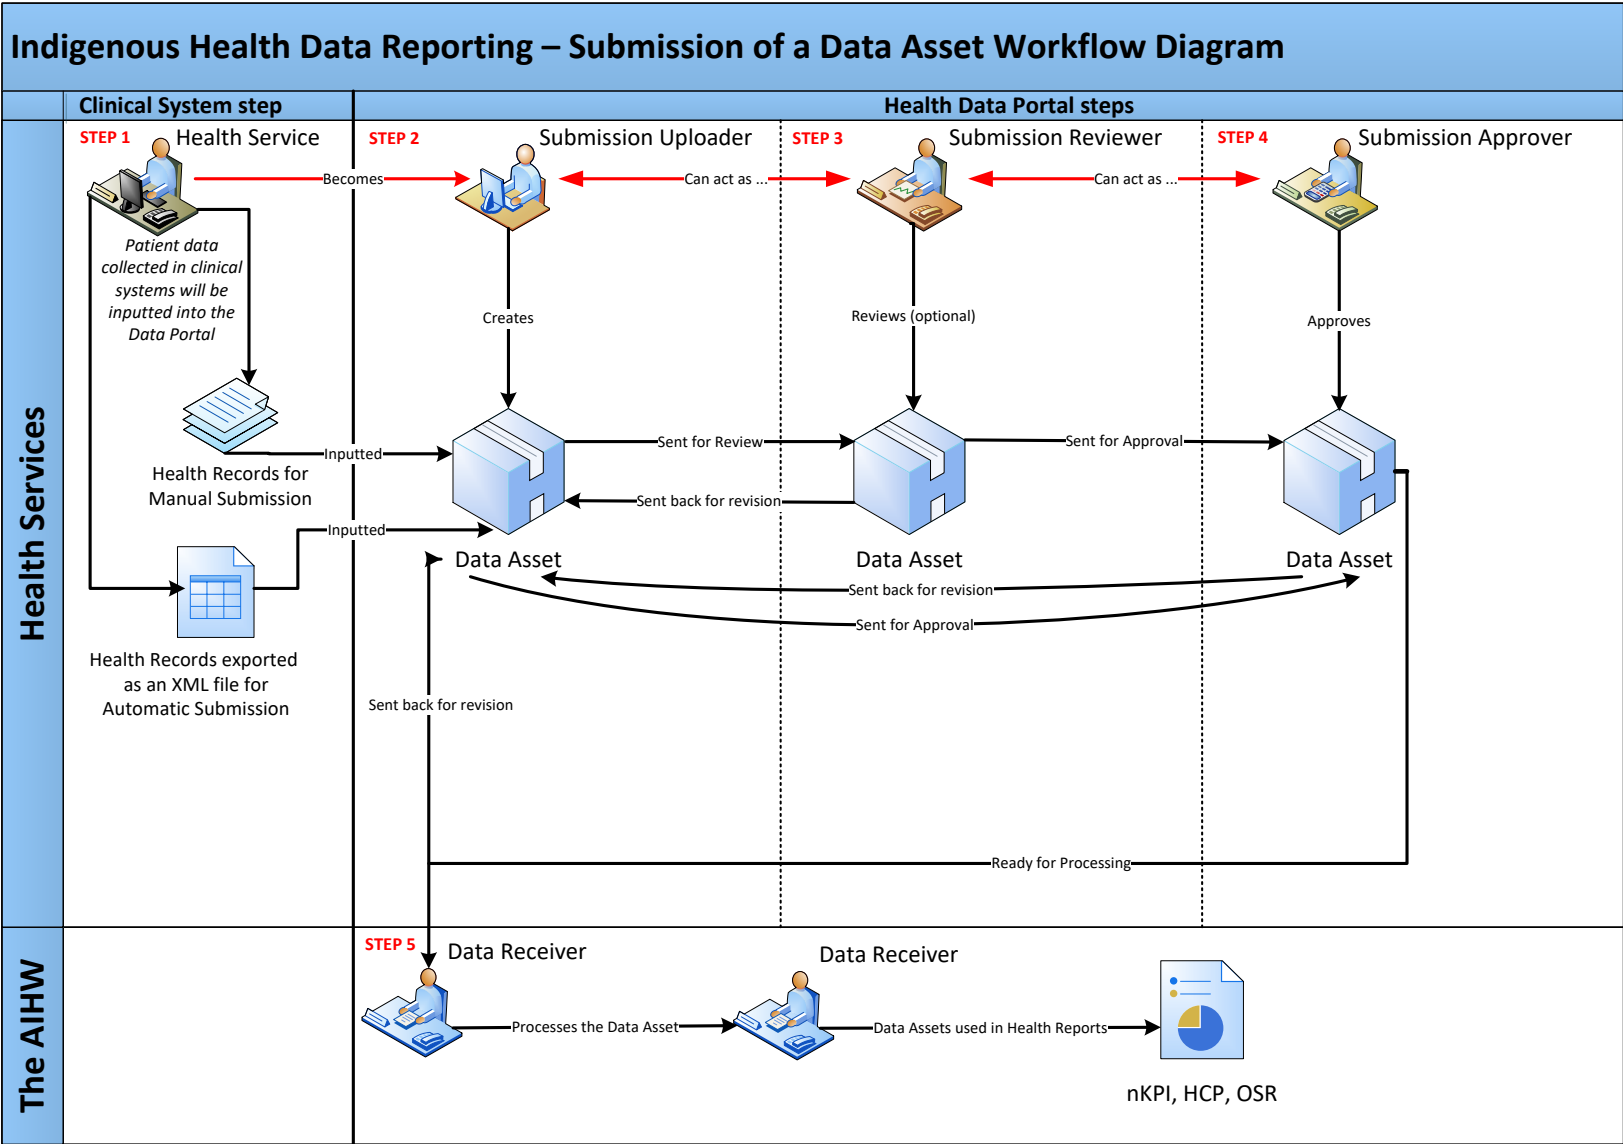 Indigenous Health Data Reporting – Submission of a Data Asset Workflow Diagram
Clinical System step
Health Data Portal steps
Health Services
STEP 1
Health Service
STEP 2
Submission Uploader
STEP 3
Submission Reviewer
STEP 4
Submission Approver
Becomes
Can act as ...
Can act as ...
Patient data
collected in clinical
systems will be
inputted into the
Data Portal
Creates
Reviews (optional)
Approves
Health Records for
Manual Submission
Inputted
Sent for Review
Sent for Approval
Sent back for revision
Inputted
Data Asset
Data Asset
Data Asset
Sent back for revision
Sent for Approval
Health Records exported
as an XML file for
Automatic Submission
Sent back for revision
Ready for Processing
The AIHW
STEP 5
Data Receiver
Data Receiver
Processes the Data Asset
Data Assets used in Health Reports
nKPI, HCP, OSR